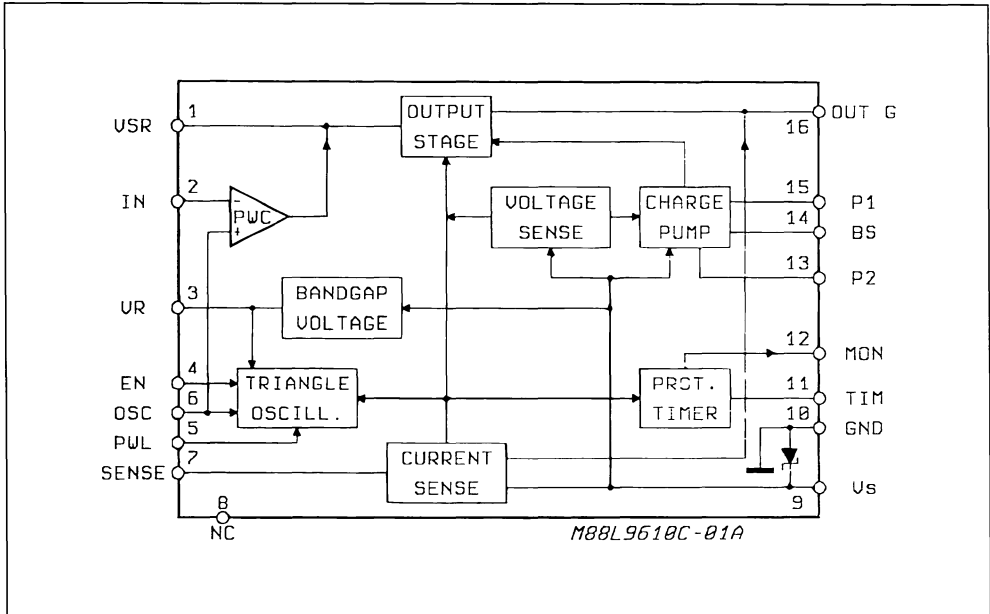 1
VSR
OUTPUT
STAGE
OUT G
16
2
IN
-
+
PWC
VOLTAGE
SENSE
CHARGE
PUMP
15
P1
14
BS
13
P2
3
VR
BANDGAP
VOLTAGE
12
MON
4
EN
TRIANGLE
OSCILL.
PROT.
TIMER
11
TIM
6
OSC
10
GND
5
PWL
7
SENSE
CURRENT
SENSE
Vs
9
8
NC
M88L9610C-01A